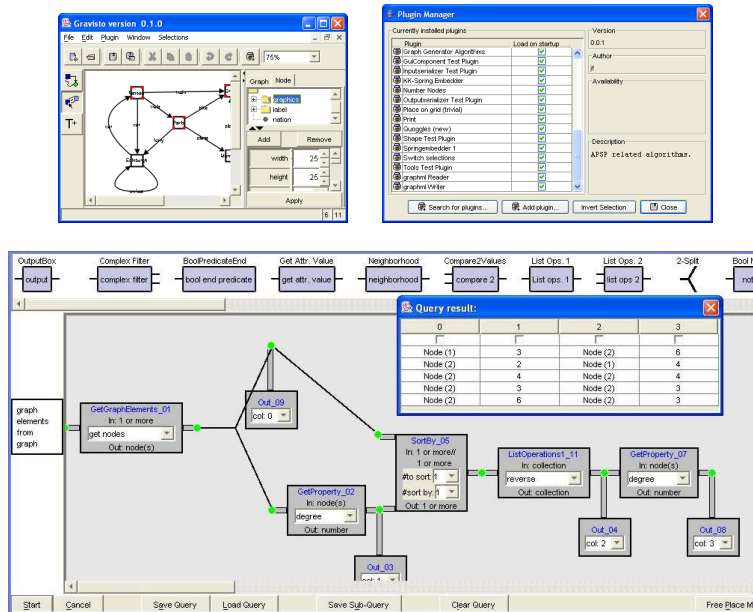 Gravisto version 0.1.0
File Edit Plugin Window Selections
75%
Graph Node
graphics
label
nation
Add Remove
width 25
height 25
Apply
6 11
Plugin Manager
Currently installed plugins
Plugin Load on startup
Graph Generator Algorithms
GuiComponent Test Plugin
Inputserializer Test Plugin
KK-Spring Embedder
Number Nodes
Outputserializer Test Plugin
Place on grid (trivial)
Print
Quoggles (new)
Shape Test Plugin
Springembedder 1
Switch selections
Tools Test Plugin
graphml Reader
graphml Writer
Version
0.0.1
Author
jf
Availability
Description
APSP related algorithms.
Search for plugins... Add plugin... Invert Selection Close
OutputBox Complex Filter BoolPredicateEnd Get Attr. Value Neighborhood Compare2Values List Ops. 1 List Ops. 2 2-Split Bool
output complex filter bool end predicate get attr. value neighborhood compare 2 List ops. 1 list ops 2 not
Query result:
0 1 2 3
Node (1) 3 Node (2) 6
Node (2) 2 Node (1) 4
Node (2) 4 Node (2) 4
Node (2) 3 Node (2) 3
Node (2) 6 Node (2) 3
graph
elements
from
graph
GetGraphElements_01
In: 1 or more
get nodes
Out: node(s)
Out_09
col: 0
GetProperty_02
In: node(s)
degree
Out: number
Out_03
SortBy_05
In: 1 or more//
1 or more
#to sort: 1
#sort by: 1
Out: 1 or more
ListOperations1_11
In: collection
reverse
Out: collection
Out_04
col: 2
GetProperty_07
In: node(s)
degree
Out: number
Out_08
col: 3
Start Cancel Save Query Load Query Save Sub-Query Clear Query Free Place M